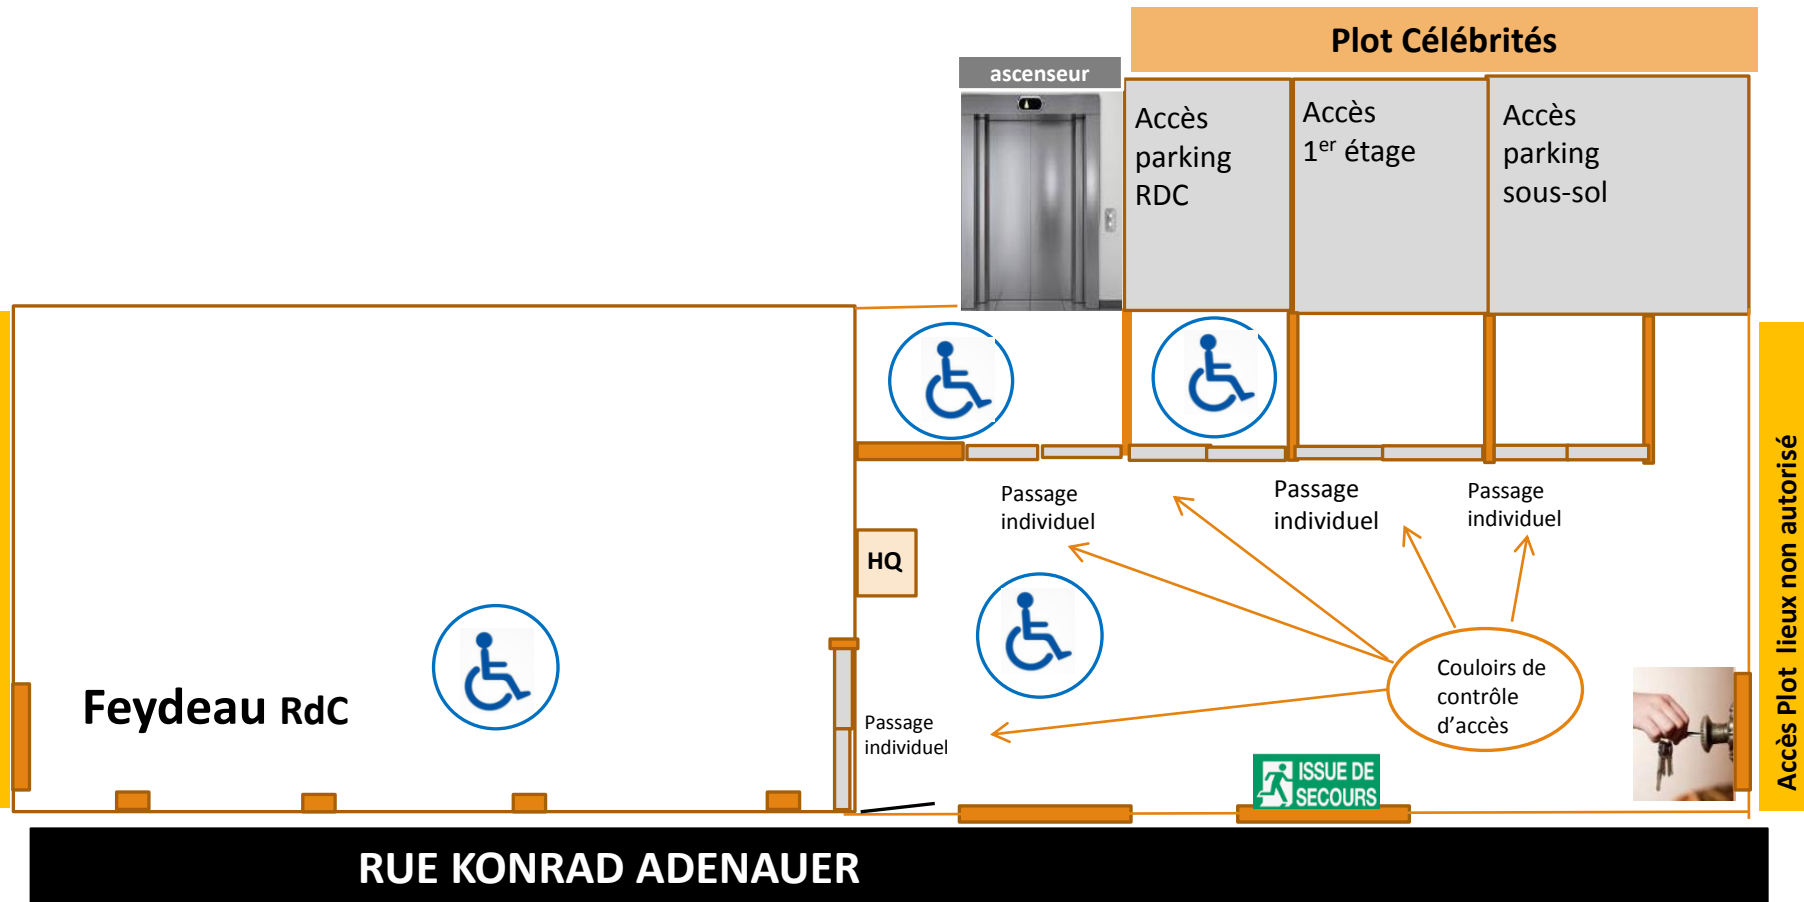 Plot Célébrités
ascenseur
Accès
parking
RDC
Accès
1er étage
Accès
parking
sous-sol
Passage
individuel
Passage
individuel
Passage
individuel
HQ
Feydeau RdC
Passage
individuel
Couloirs de
contrôle
d'accès
ISSUE DE
SECOURS
Accès Plot lieux non autorisé
RUE KONRAD ADENAUER